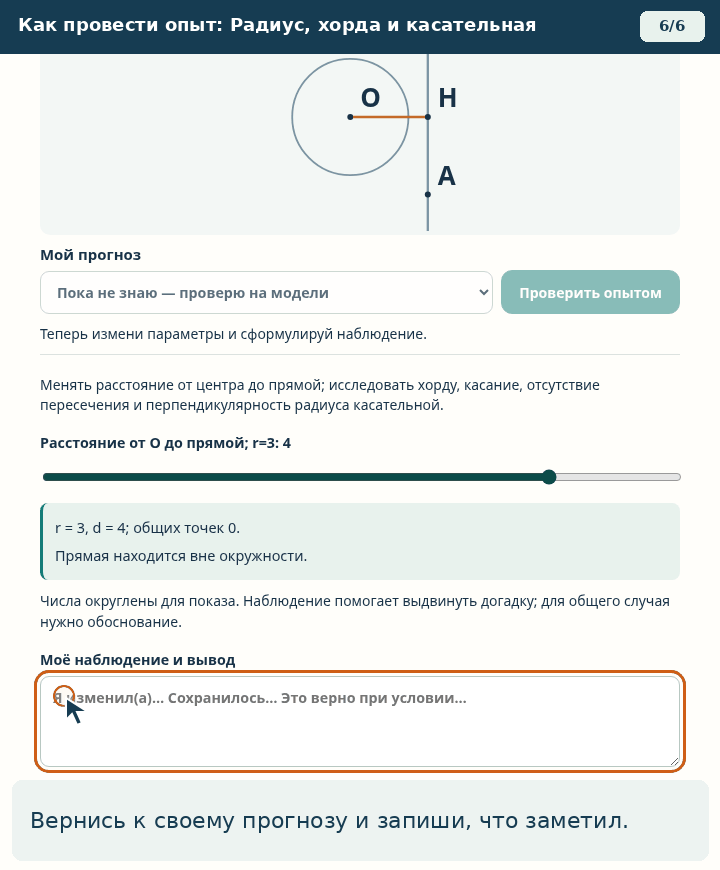 Как провести опыт: Радиус, хорда и касательная
6/6
O
H
A
Мой прогноз
Пока не знаю — проверю на модели
Проверить опытом
Теперь измени параметры и сформулируй наблюдение.
Менять расстояние от центра до прямой; исследовать хорду, касание, отсутствие
пересечения и перпендикулярность радиуса касательной.
Расстояние от O до прямой; r=3: 4
r = 3, d = 4; общих точек 0.
Прямая находится вне окружности.
Числа округлены для показа. Наблюдение помогает выдвинуть догадку; для общего случая
нужно обоснование.
Моё наблюдение и вывод
Я изменил(а)... Сохранилось... Это верно при условии...
Вернись к своему прогнозу и запиши, что заметил.